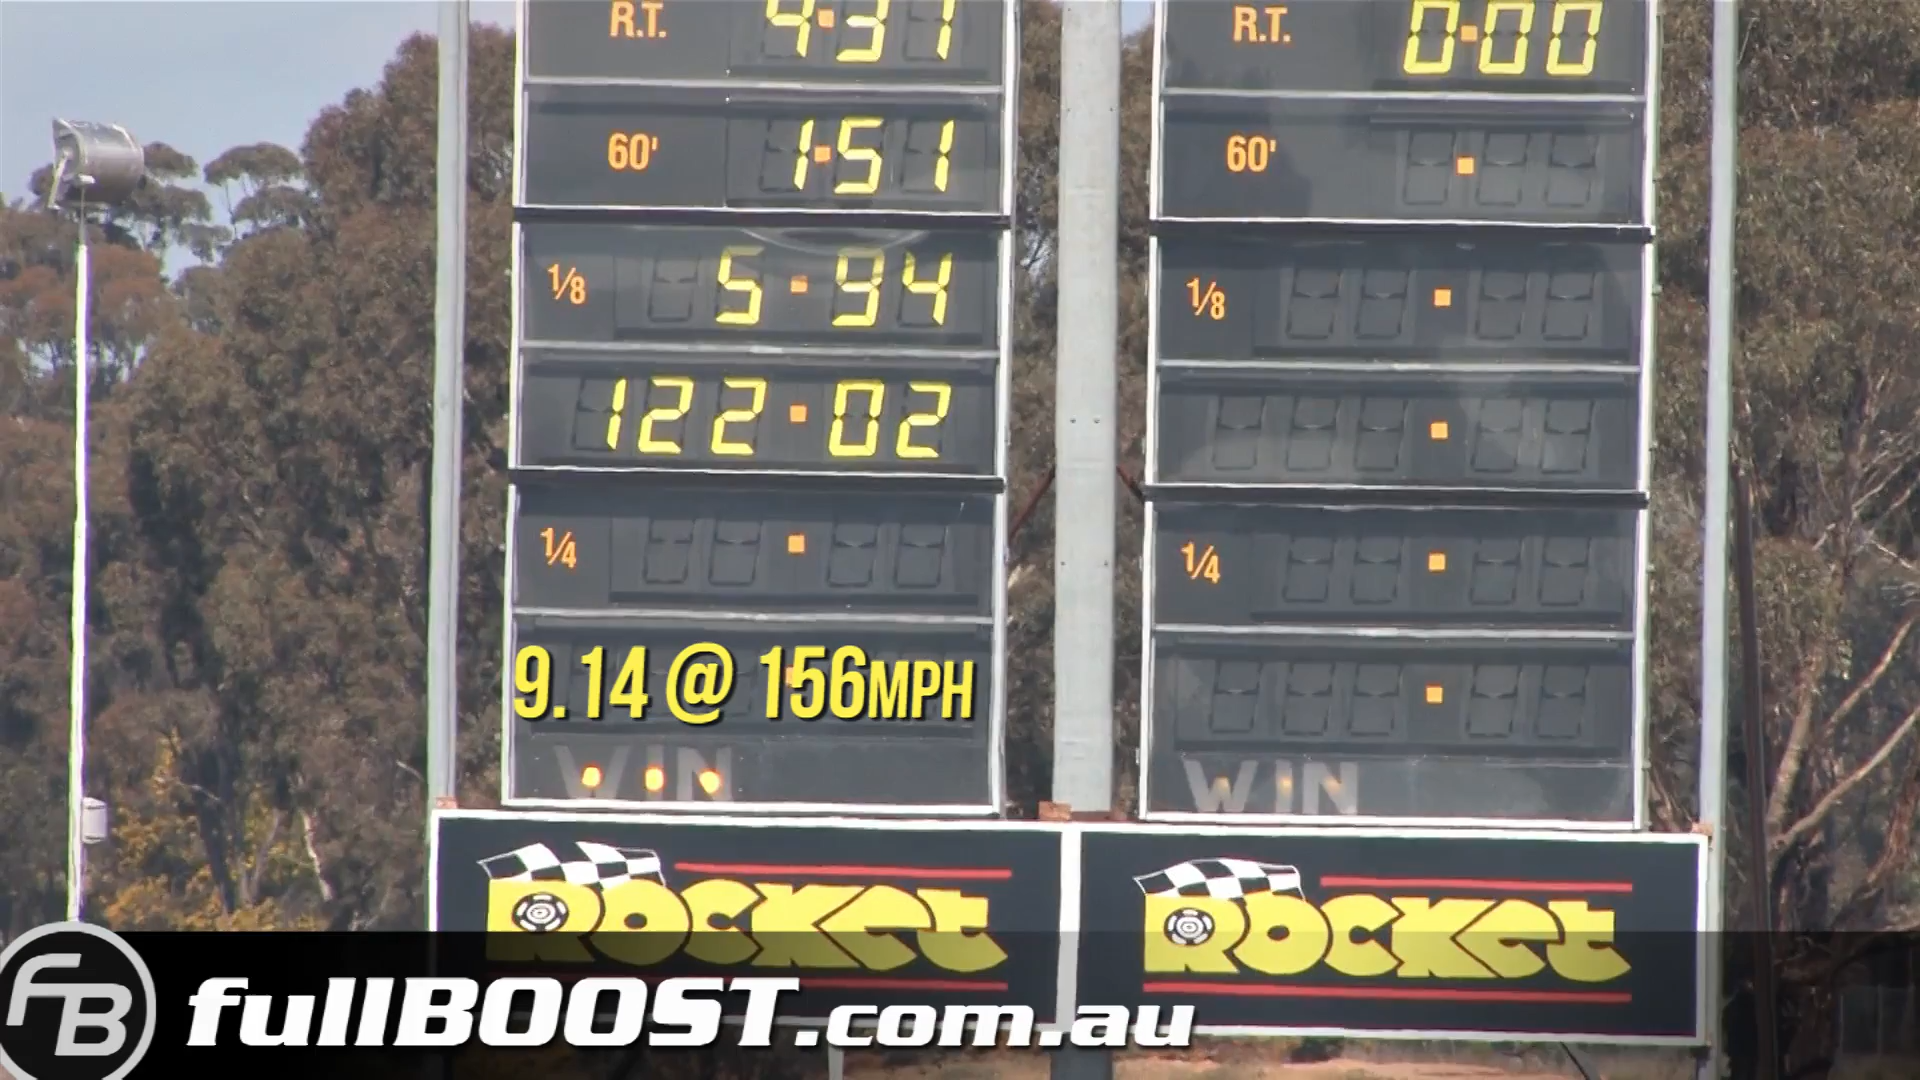 R.T. 4.31
R.T. 0.00
60' 1.51
60'
1/8 5.94
1/8
122.02
1/4
1/4
9.14 @ 156MPH
WIN
WIN
ROCKET
ROCKET
FB
fullBOOST.com.au